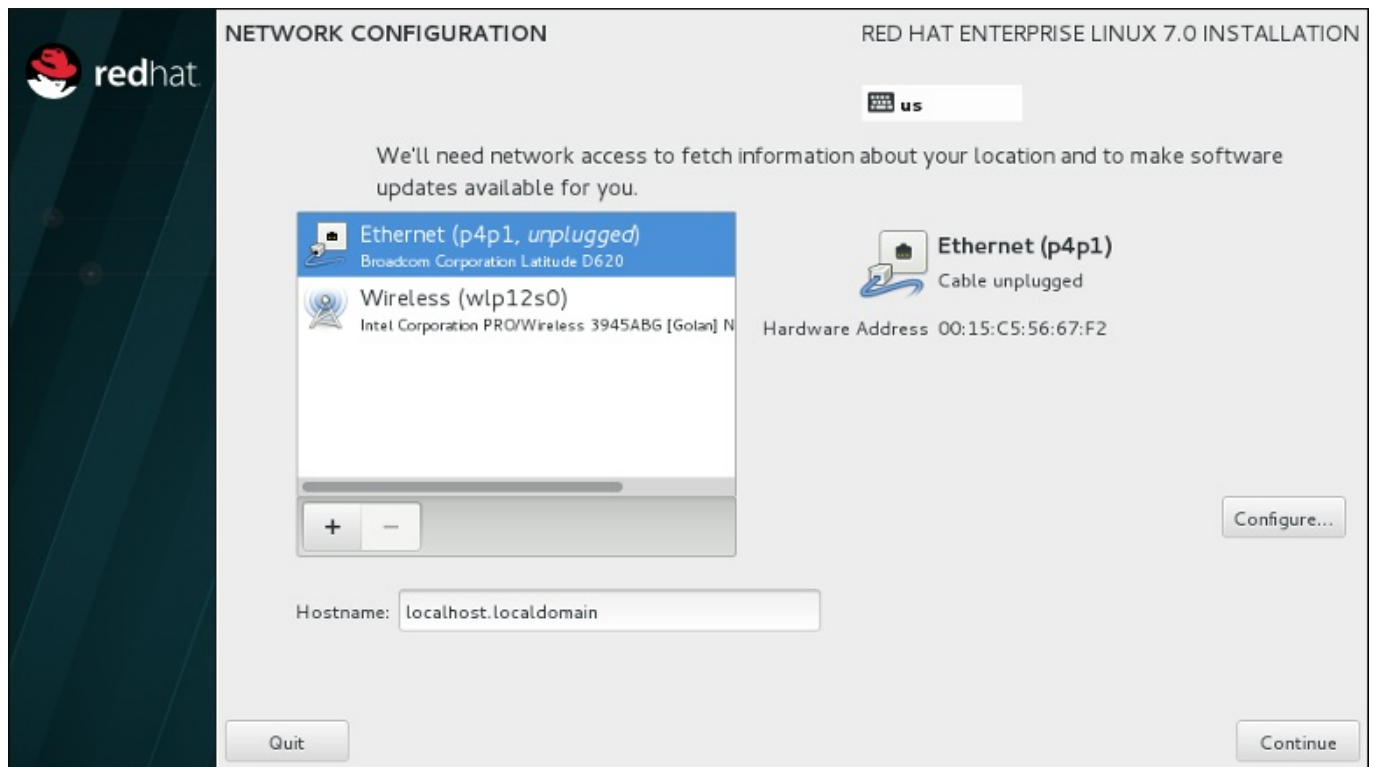 NETWORK CONFIGURATION
RED HAT ENTERPRISE LINUX 7.0 INSTALLATION
redhat.
us
We'll need network access to fetch information about your location and to make software
updates available for you.
Ethernet (p4p1, unplugged)
Broadcom Corporation Latitude D620
Wireless (wlp12s0)
Intel Corporation PRO/Wireless 3945ABG [Golan] N
Ethernet (p4p1)
Cable unplugged
Hardware Address 00:15:C5:56:67:F2
+ −
Configure...
Hostname: localhost.localdomain
Quit
Continue